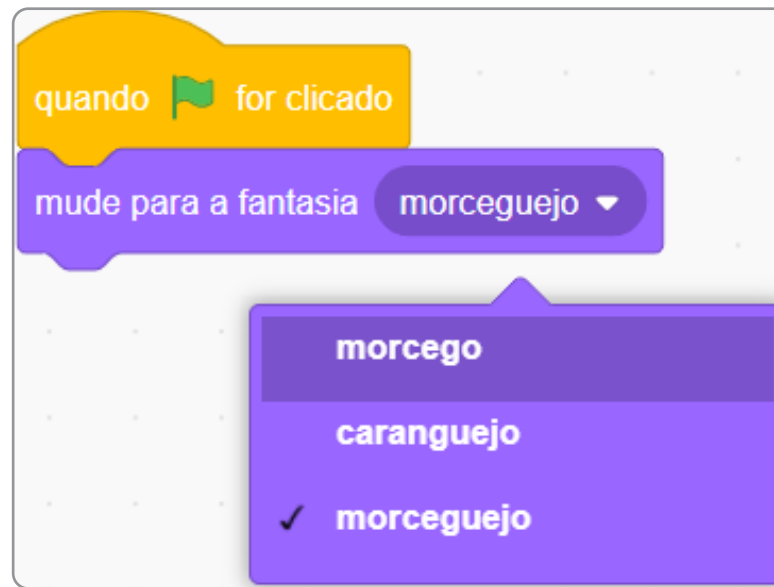 quando for clicado
mude para a fantasia morceguejo
morcego
caranguejo
morceguejo